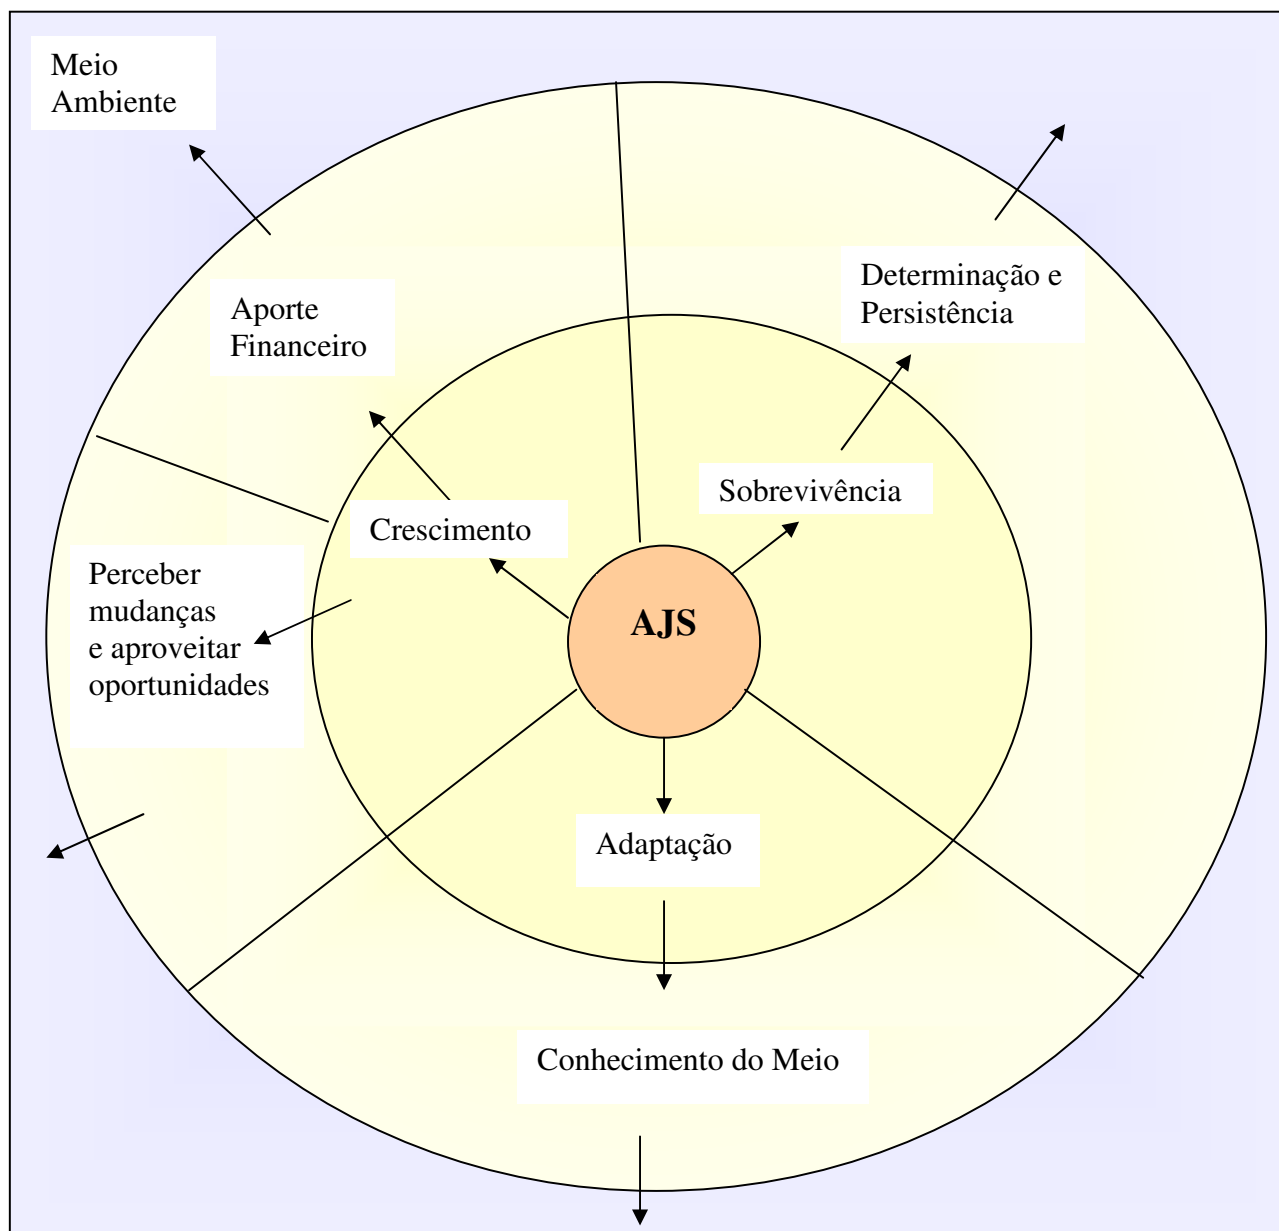 Meio
Ambiente
Determinação e
Persistência
Aporte
Financeiro
Sobrevivência
Crescimento
Perceber
mudanças
e aproveitar
oportunidades
AJS
Adaptação
Conhecimento do Meio